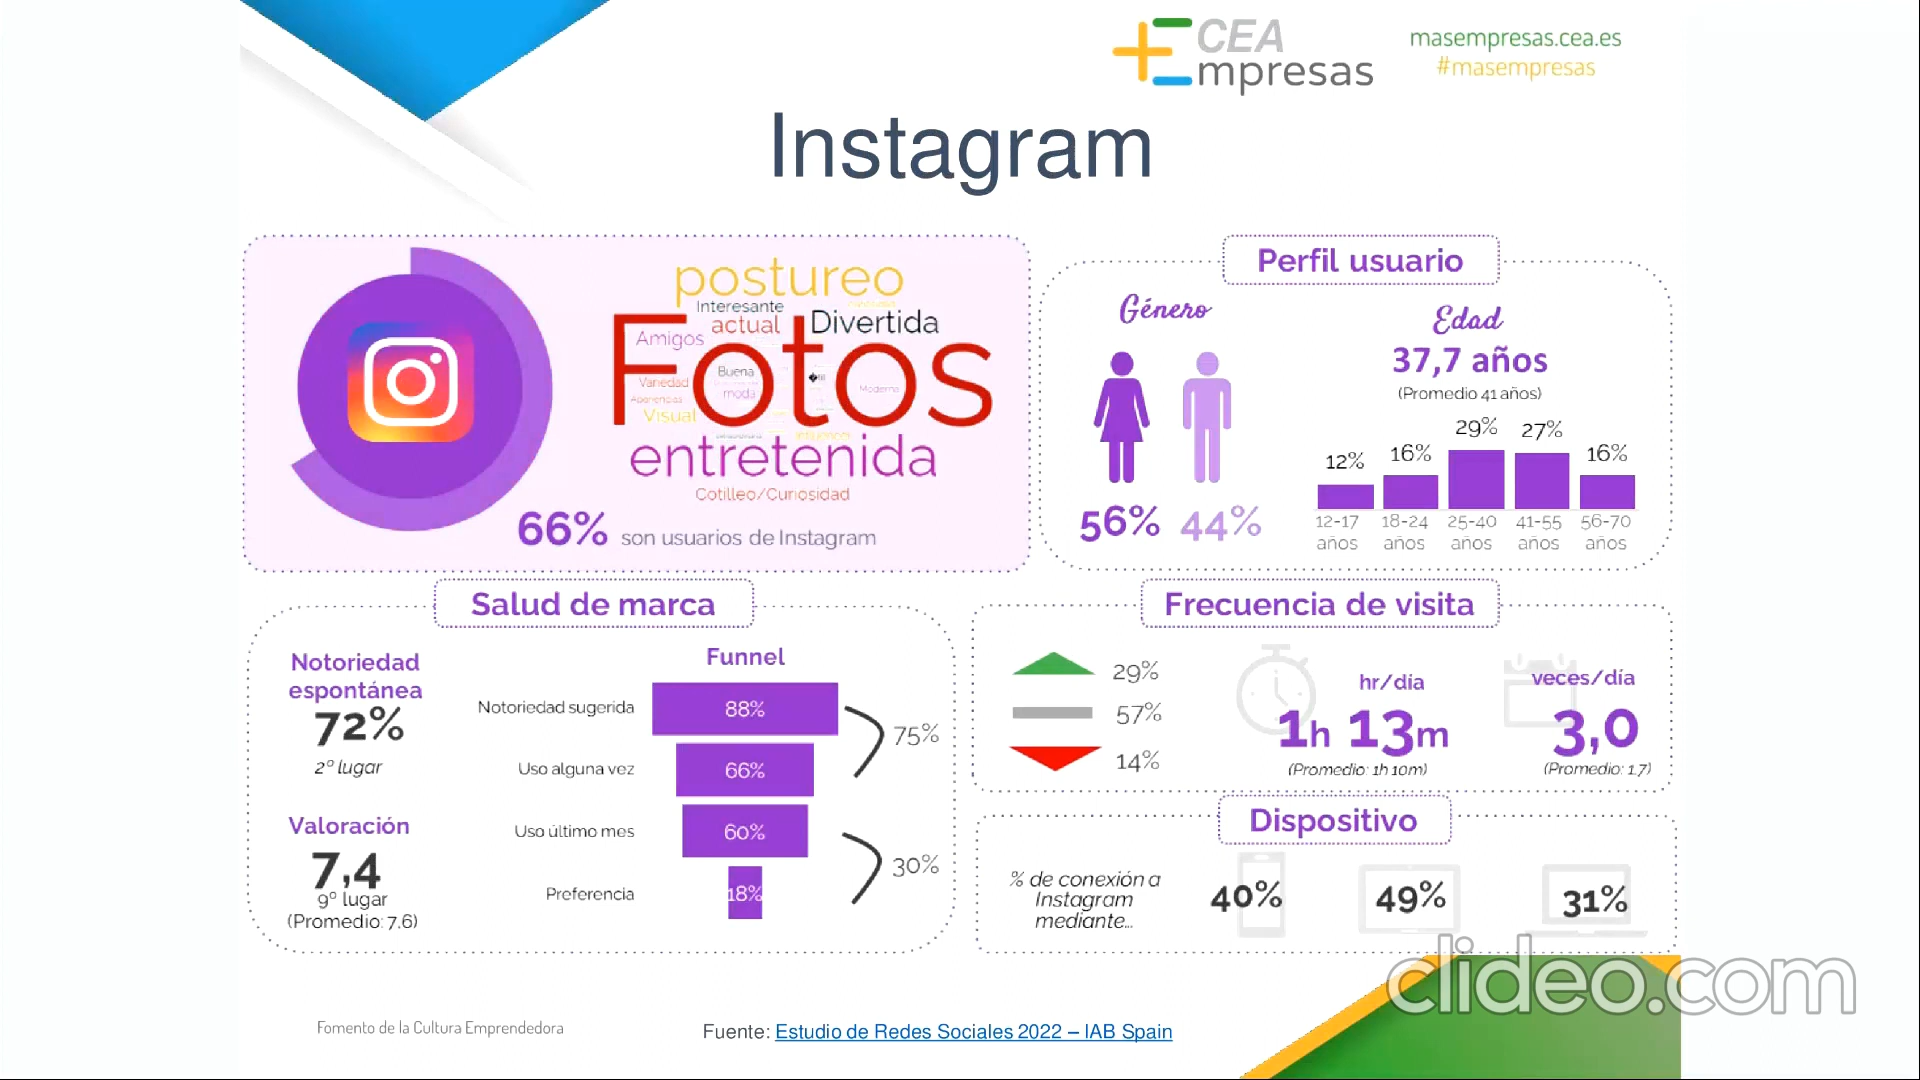 CEA
Empresas
masempresas.cea.es
#masempresas
Instagram
postureo
Interesante
actual
Divertida
Amigos
Fotos
Buena
Variedad
moda
Moderna
Apariencias
Visual
entretenida
Cotilleo/Curiosidad
66% son usuarios de Instagram
Perfil usuario
Género
56% 44%
Edad
37,7 años
(Promedio 41 años)
12% 16% 29% 27% 16%
12-17 18-24 25-40 41-55 56-70
años años años años años
Salud de marca
Notoriedad
espontánea
72%
2º lugar
Valoración
7,4
9º lugar
(Promedio: 7,6)
Funnel
Notoriedad sugerida 88%
75%
Uso alguna vez 66%
Uso último mes 60%
30%
Preferencia 18%
Frecuencia de visita
29%
57%
14%
hr/día
1h 13m
(Promedio: 1h 10m)
veces/día
3,0
(Promedio: 1.7)
Dispositivo
% de conexión a
Instagram
mediante...
40% 49% 31%
clideo.com
Fomento de la Cultura Emprendedora
Fuente: Estudio de Redes Sociales 2022 – IAB Spain